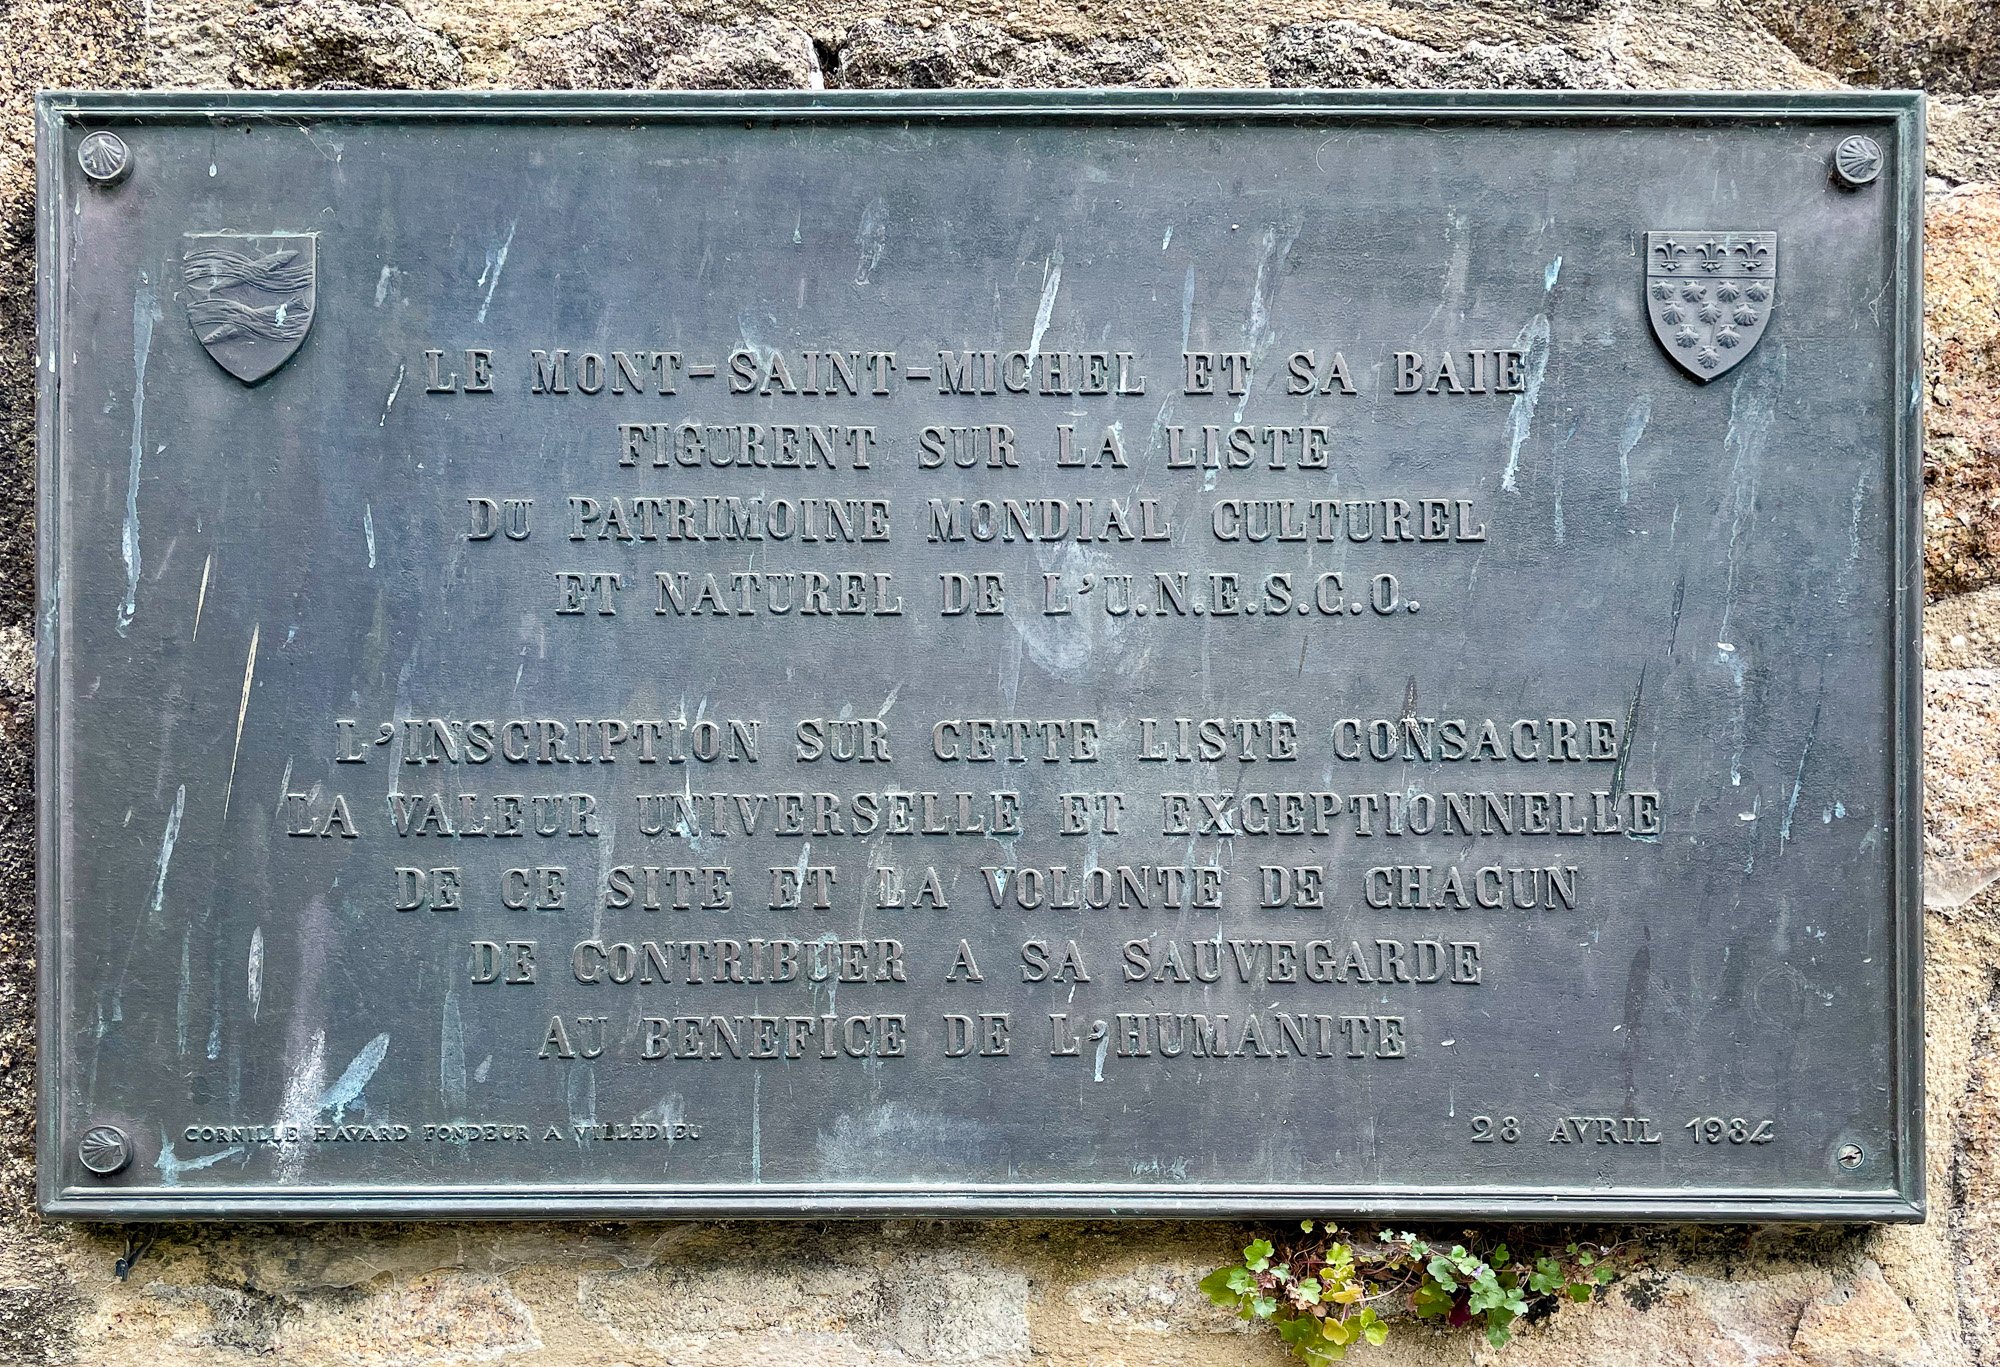 LE MONT-SAINT-MICHEL ET SA BAIE
FIGURENT SUR LA LISTE
DU PATRIMOINE MONDIAL CULTUREL
ET NATUREL DE L'U.N.E.S.C.O.
L'INSCRIPTION SUR CETTE LISTE CONSACRE
LA VALEUR UNIVERSELLE ET EXCEPTIONNELLE
DE CE SITE ET LA VOLONTE DE CHACUN
DE CONTRIBUER A SA SAUVEGARDE
AU BENEFICE DE L'HUMANITE
CORNILLE HAVARD FONDEUR A VILLEDIEU
28 AVRIL 1984